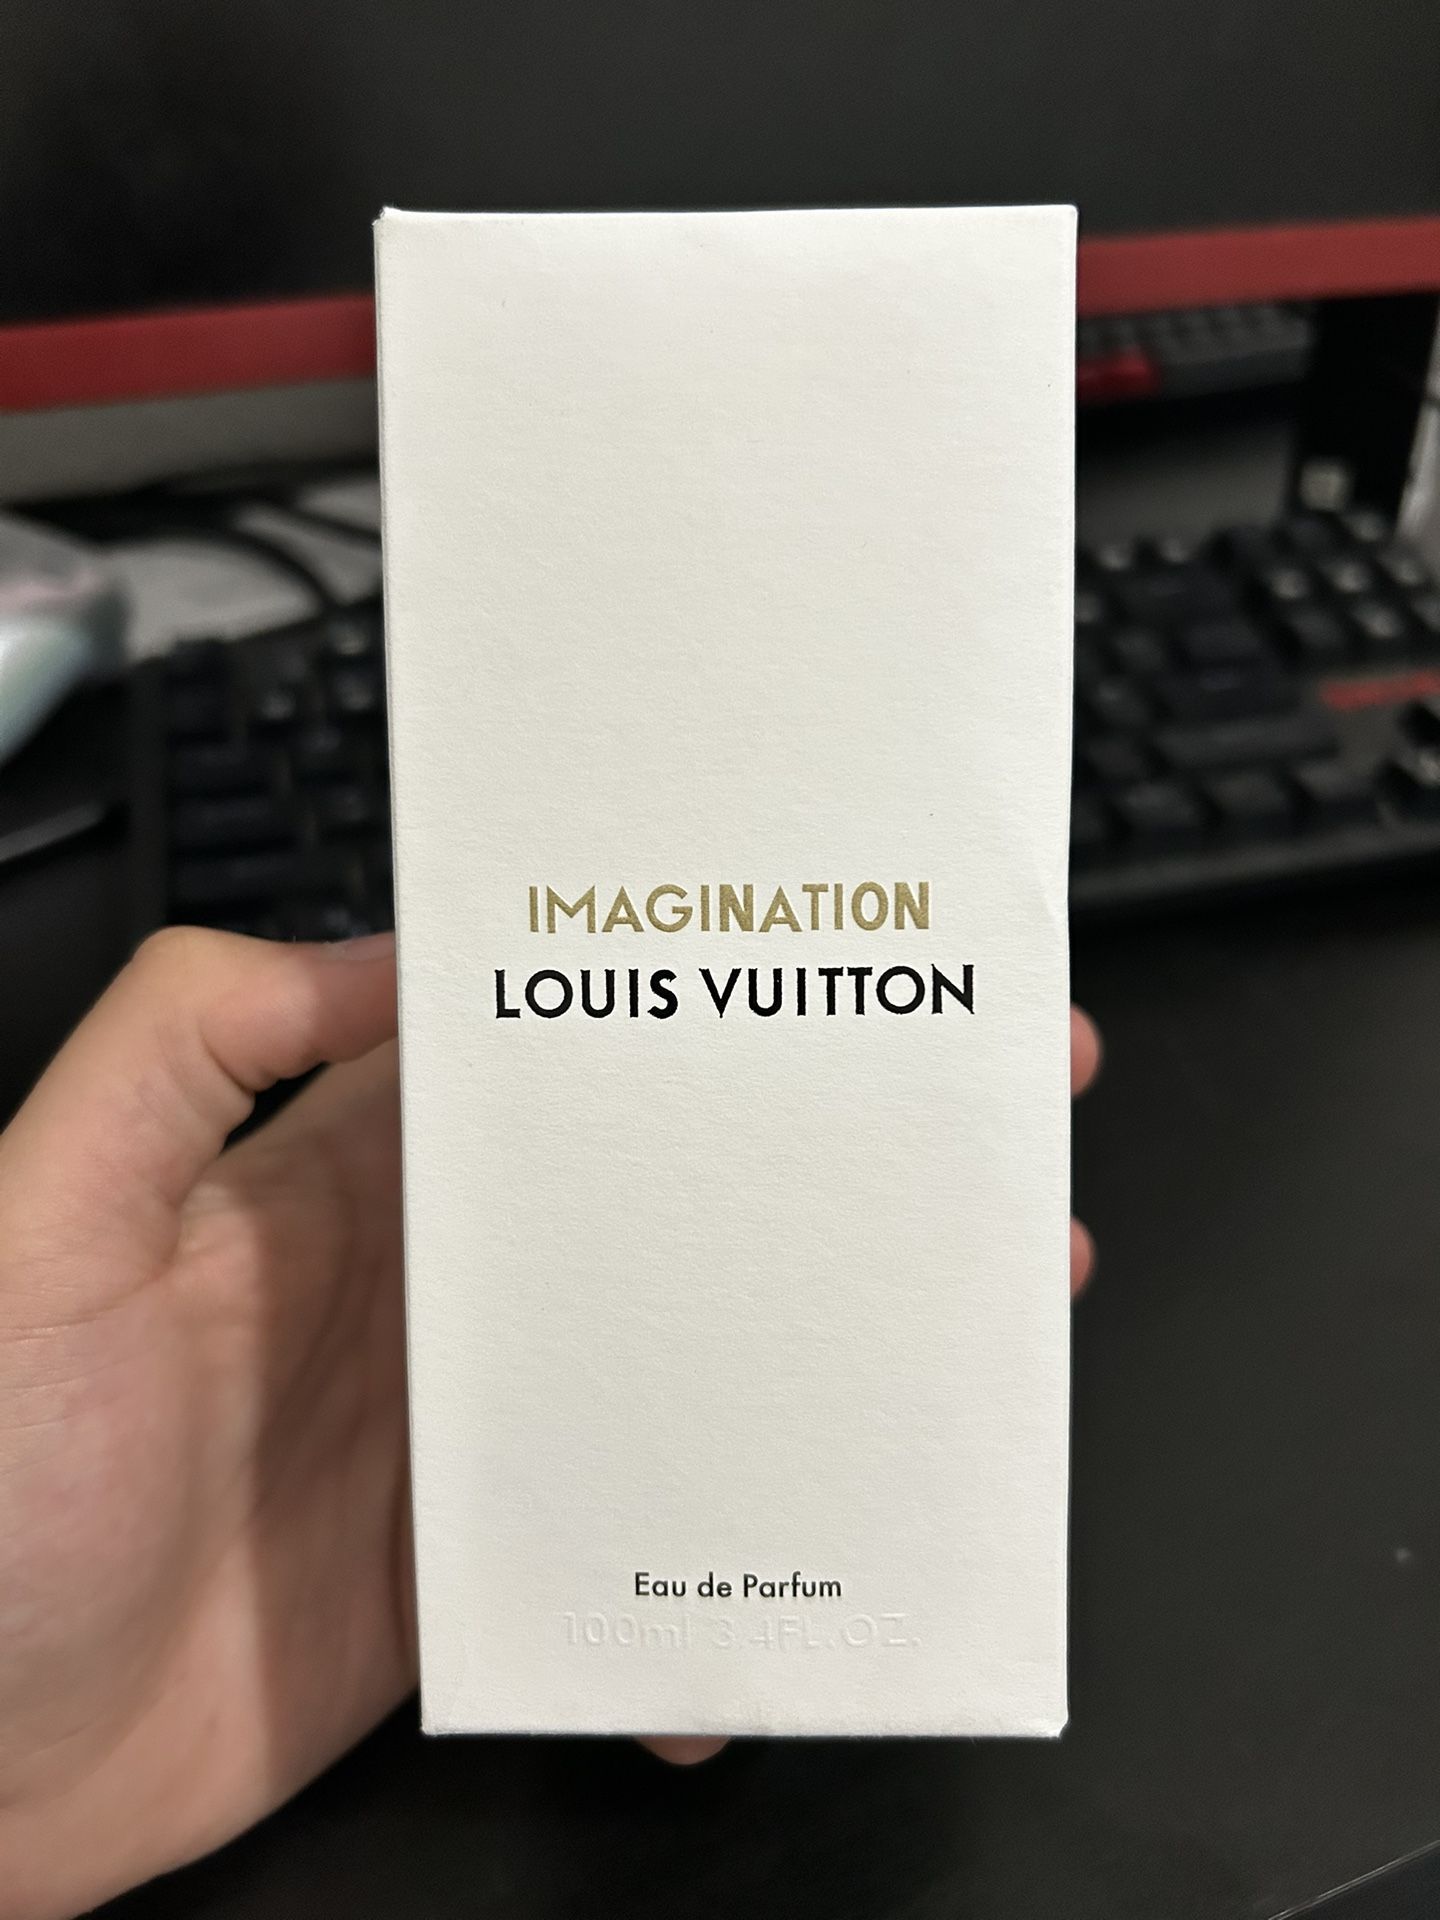 IMAGINATION
LOUIS VUITTON
Eau de Parfum
100ml 3.4FL.OZ.